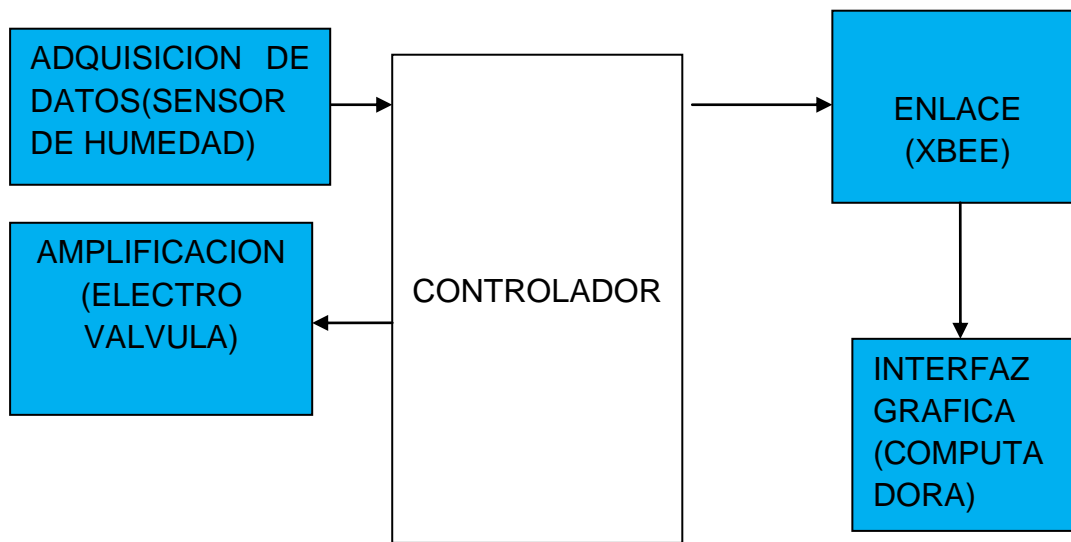 ADQUISICION DE
DATOS(SENSOR
DE HUMEDAD)
AMPLIFICACION
(ELECTRO
VALVULA)
CONTROLADOR
ENLACE
(XBEE)
INTERFAZ
GRAFICA
(COMPUTA
DORA)